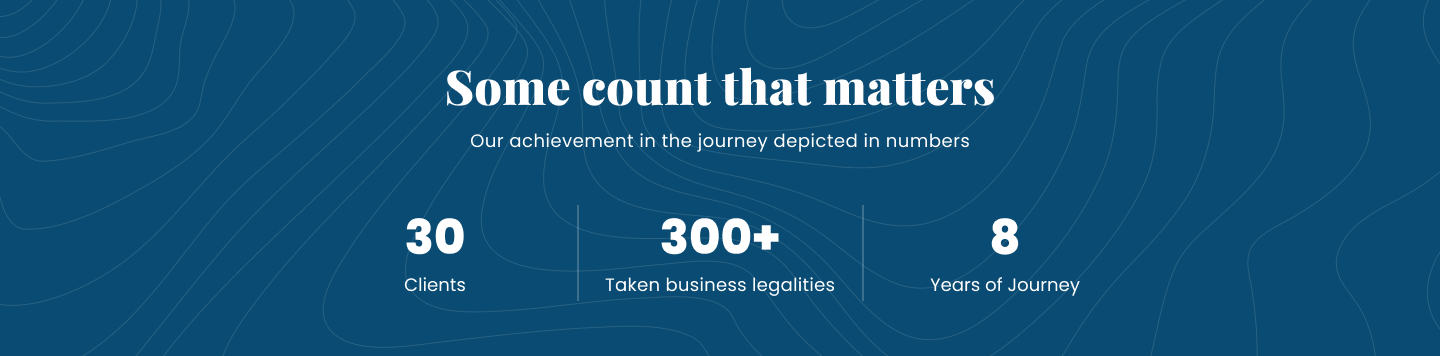 Some count that matters
Our achievement in the journey depicted in numbers
30
Clients
300+
Taken business legalities
8
Years of Journey